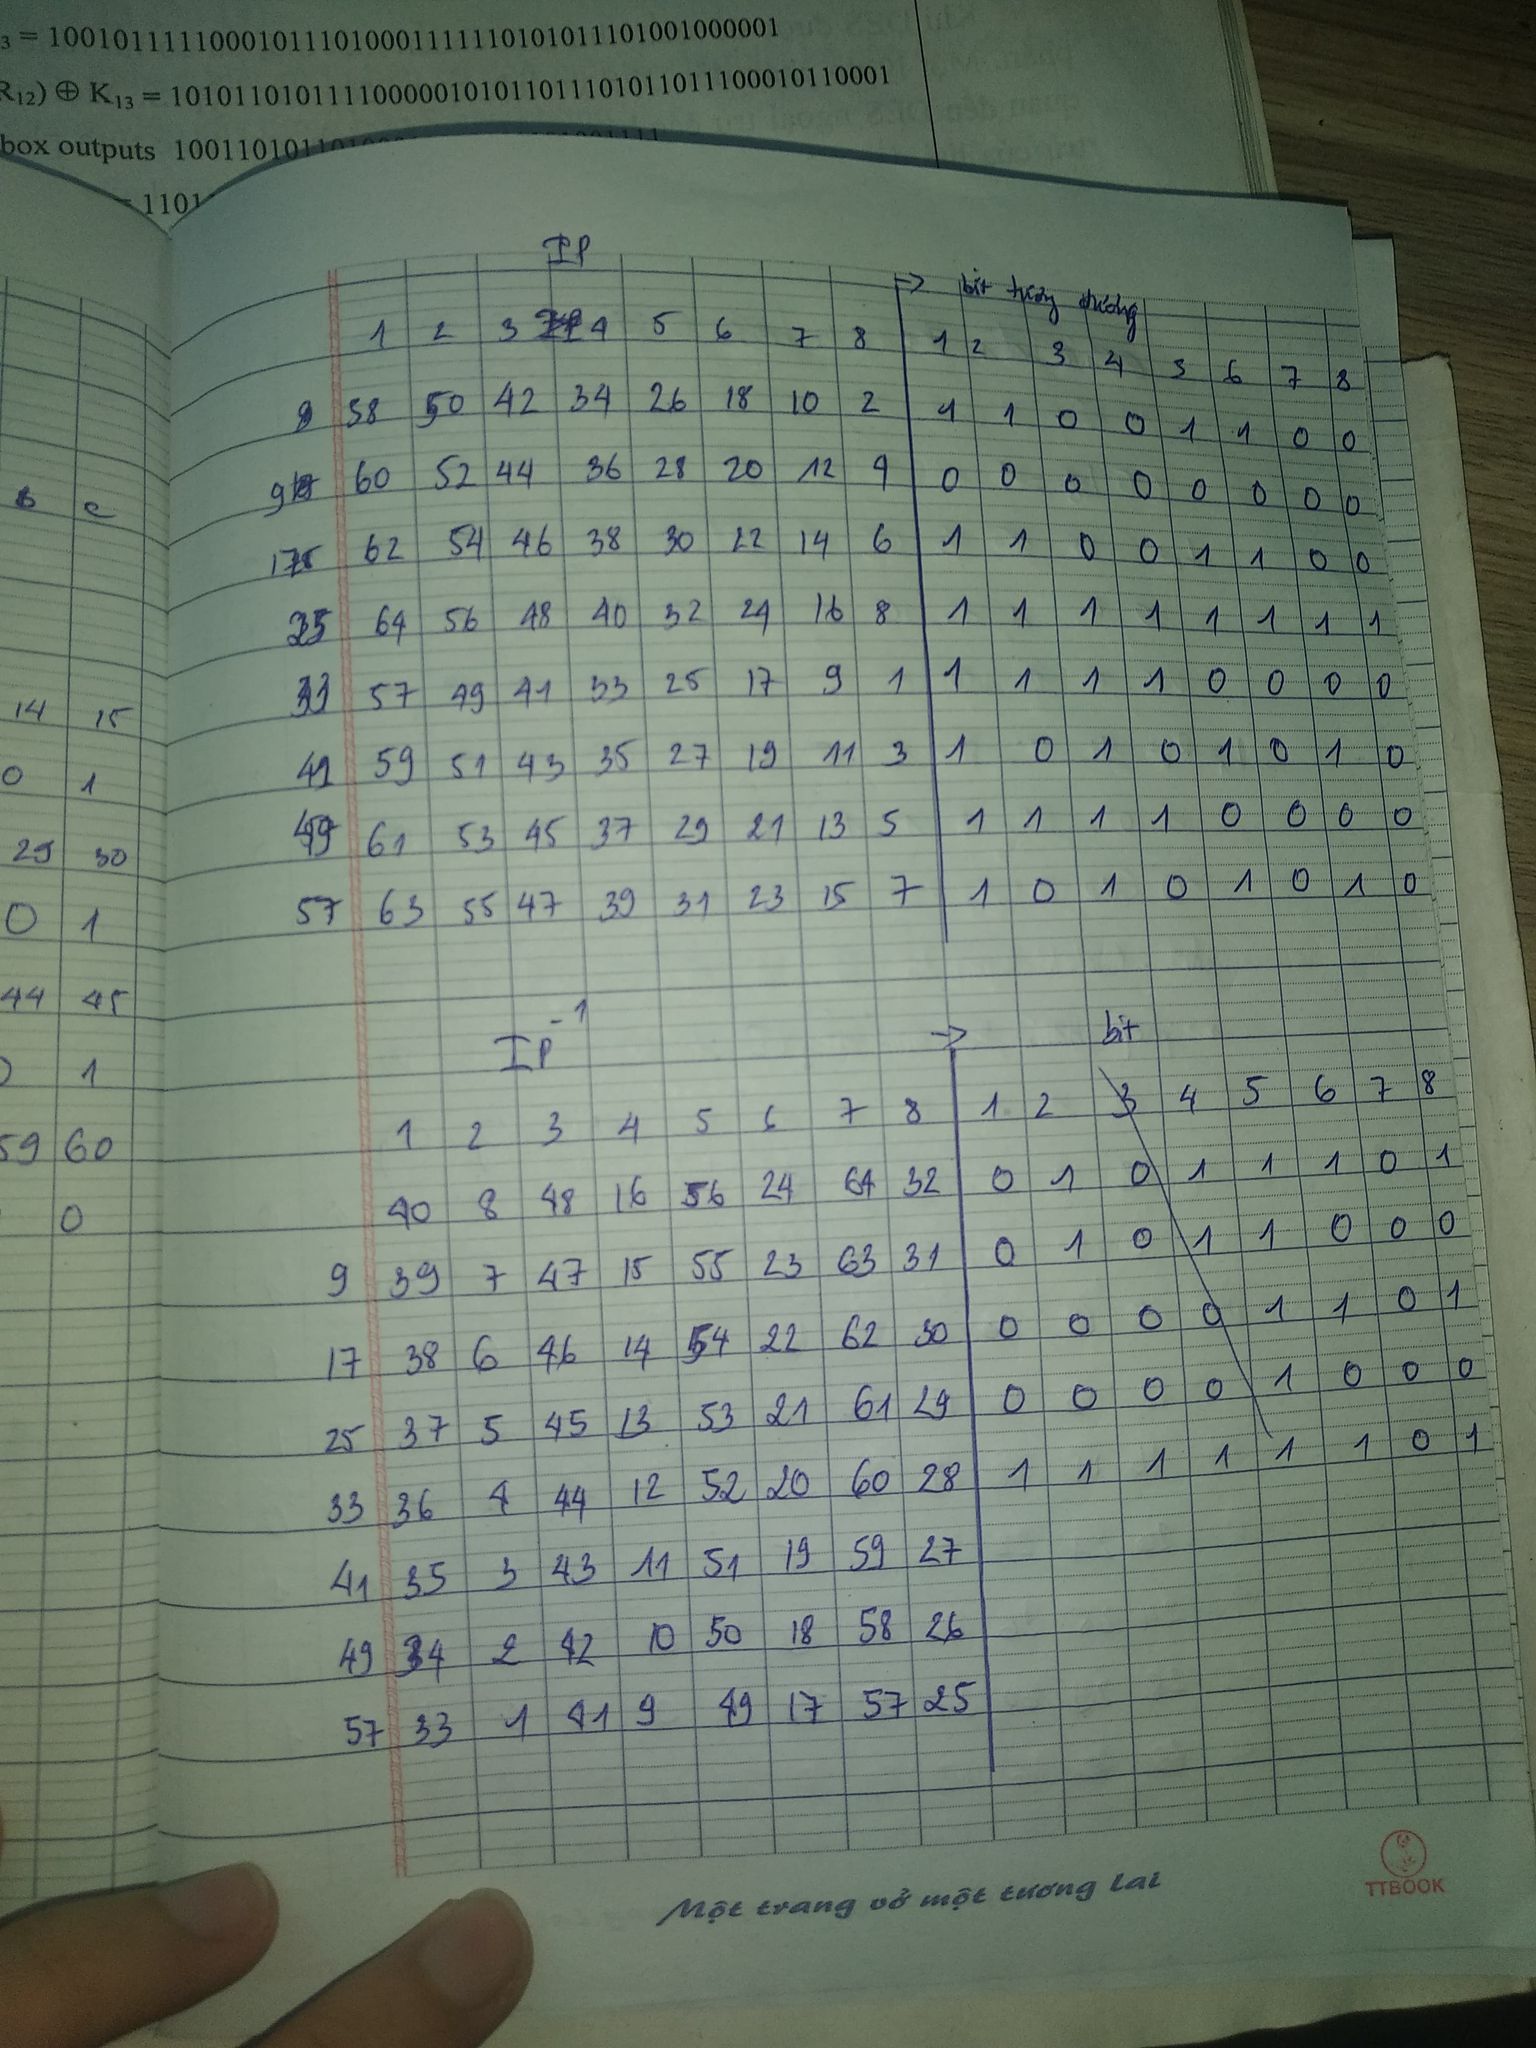 3 = 100101111100010111010001111110101011101001000001
R12) ⊕ K13 = 101011010111100000101011011101011011100010110001
box outputs 10011010110100
= 1101
IP
→ bit tương đương
1 2 3 4 5 6 7 8 1 2 3 4 5 6 7 8
58 50 42 34 26 18 10 2 1 1 0 0 1 1 0 0
9 60 52 44 36 28 20 12 4 0 0 0 0 0 0 0 0
17 62 54 46 38 30 22 14 6 1 1 0 0 1 1 0 0
25 64 56 48 40 32 24 16 8 1 1 1 1 1 1 1 1
33 57 49 41 33 25 17 9 1 1 1 1 1 0 0 0 0
41 59 51 43 35 27 19 11 3 1 0 1 0 1 0 1 0
49 61 53 45 37 29 21 13 5 1 1 1 1 0 0 0 0
57 63 55 47 39 31 23 15 7 1 0 1 0 1 0 1 0
IP-1 → bit
1 2 3 4 5 6 7 8 1 2 3 4 5 6 7 8
40 8 48 16 56 24 64 32 0 1 0 1 1 1 0 1
9 39 7 47 15 55 23 63 31 0 1 0 1 1 0 0 0
17 38 6 46 14 54 22 62 30 0 0 0 0 1 1 0 1
25 37 5 45 13 53 21 61 29 0 0 0 0 1 0 0 0
33 36 4 44 12 52 20 60 28 1 1 1 1 1 1 0 1
41 35 3 43 11 51 19 59 27
49 34 2 42 10 50 18 58 26
57 33 1 41 9 49 17 57 25
Một trang vở một tương lai
TTBOOK
14 15
0 1
29 30
0 1
44 45
1
59 60
0